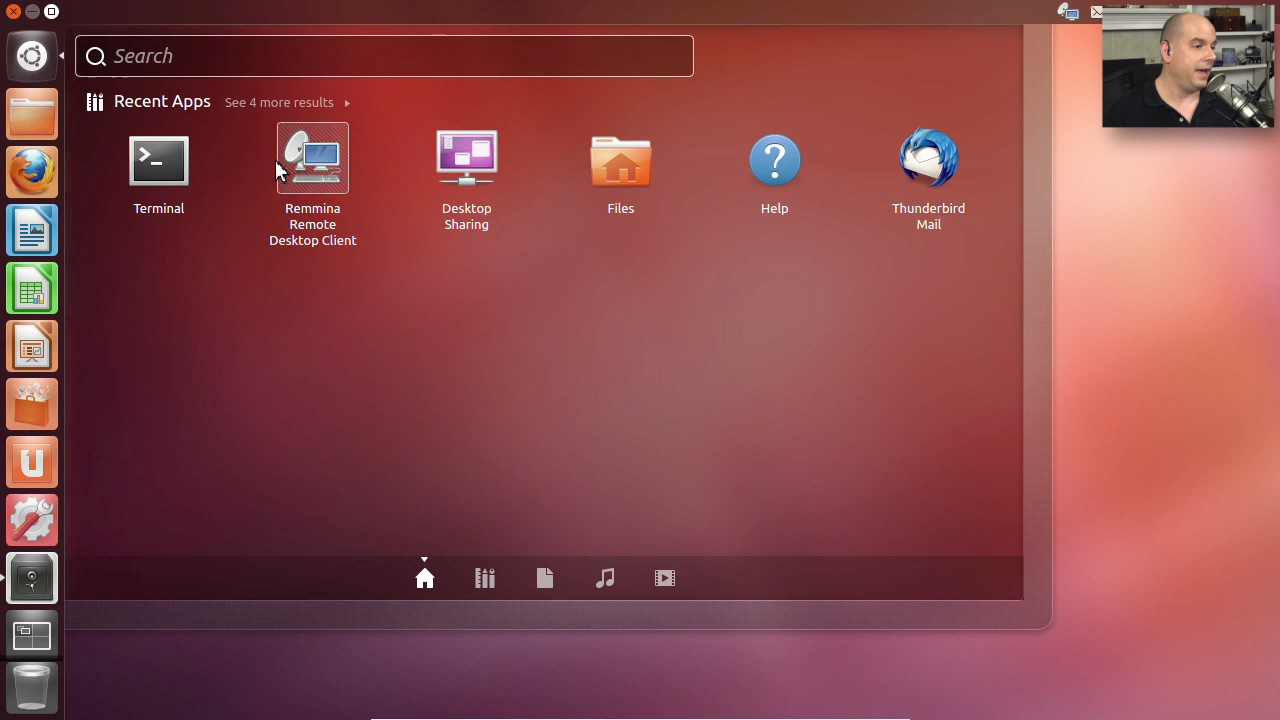 Search
Recent Apps See 4 more results
Terminal
Remmina
Remote
Desktop Client
Desktop
Sharing
Files
Help
Thunderbird
Mail